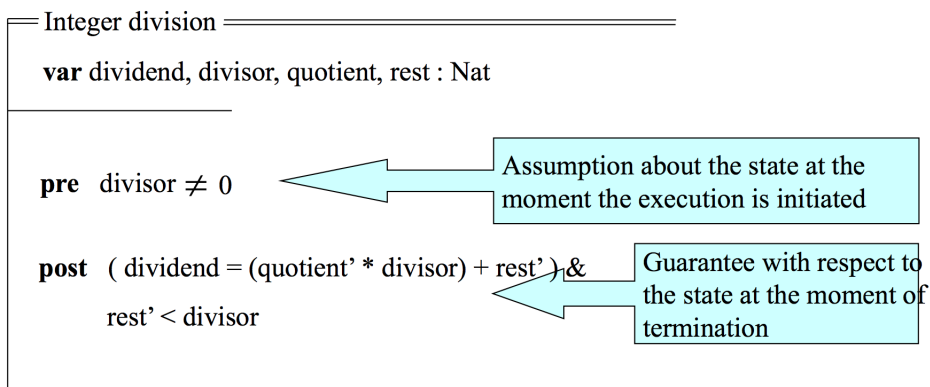 Integer division
var dividend, divisor, quotient, rest : Nat
pre divisor ≠ 0
Assumption about the state at the
moment the execution is initiated
post ( dividend = (quotient’ * divisor) + rest’ ) &
rest’ < divisor
Guarantee with respect to
the state at the moment of
termination